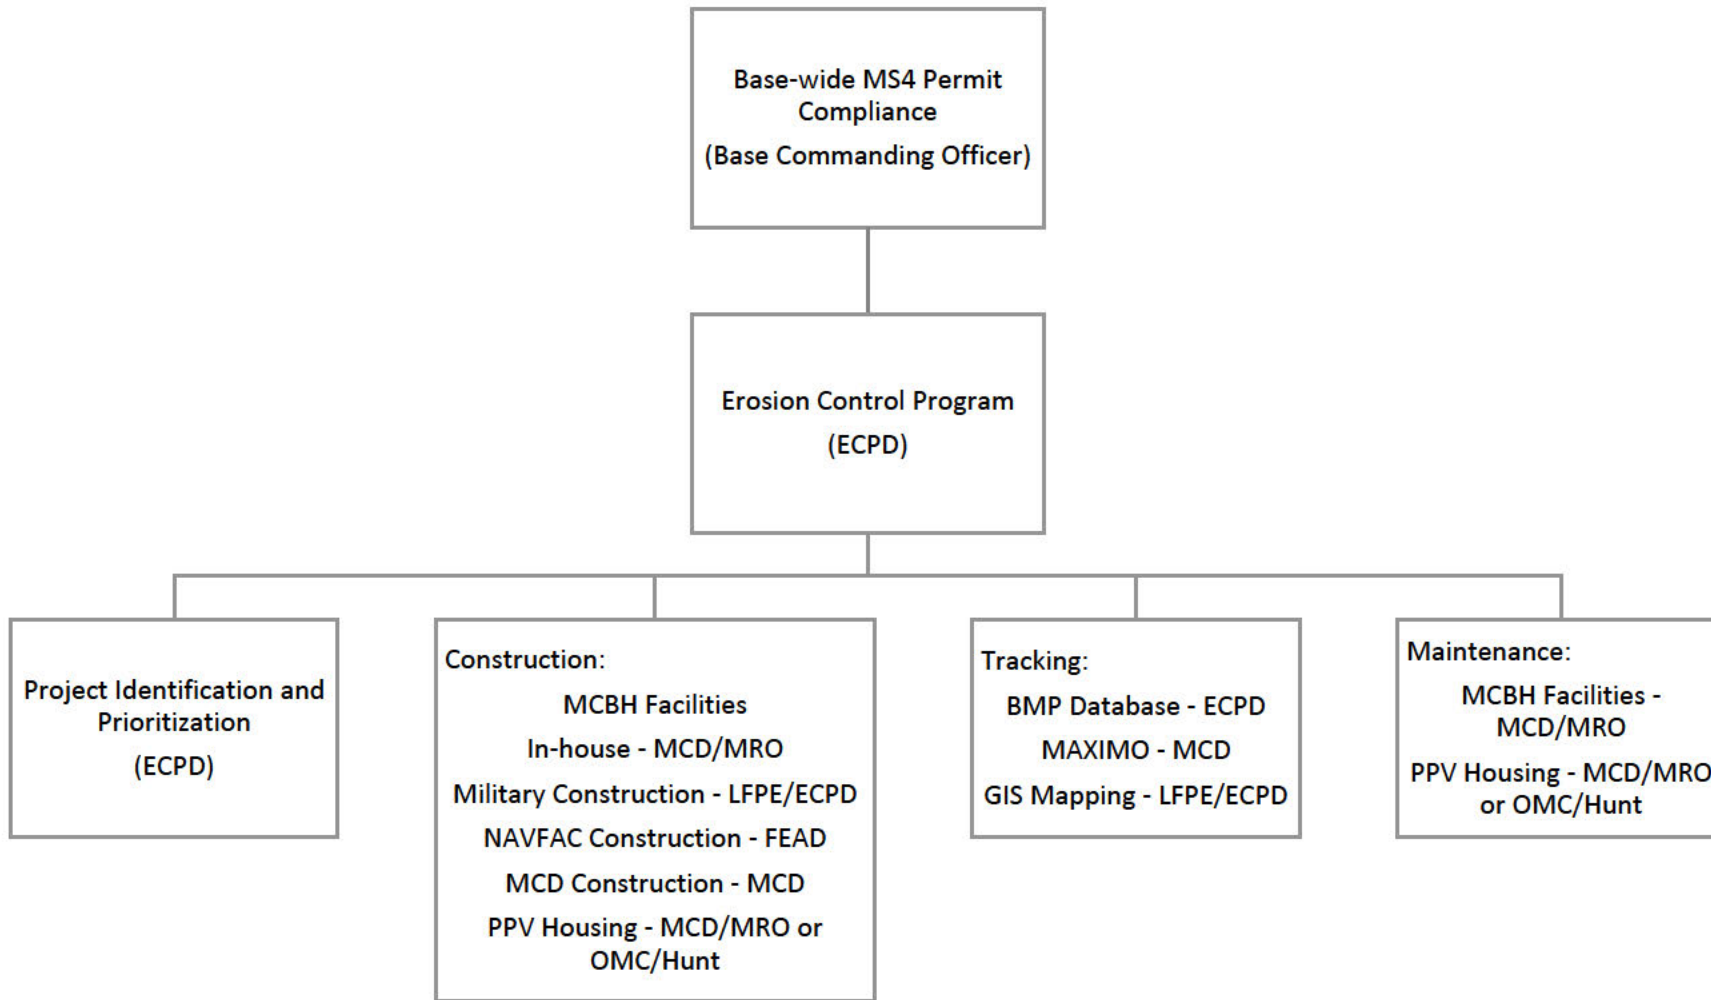 Base-wide MS4 Permit
Compliance
(Base Commanding Officer)
Erosion Control Program
(ECPD)
Project Identification and
Prioritization
(ECPD)
Construction:
MCBH Facilities
In-house - MCD/MRO
Military Construction - LFPE/ECPD
NAVFAC Construction - FEAD
MCD Construction - MCD
PPV Housing - MCD/MRO or
OMC/Hunt
Tracking:
BMP Database - ECPD
MAXIMO - MCD
GIS Mapping - LFPE/ECPD
Maintenance:
MCBH Facilities -
MCD/MRO
PPV Housing - MCD/MRO
or OMC/Hunt